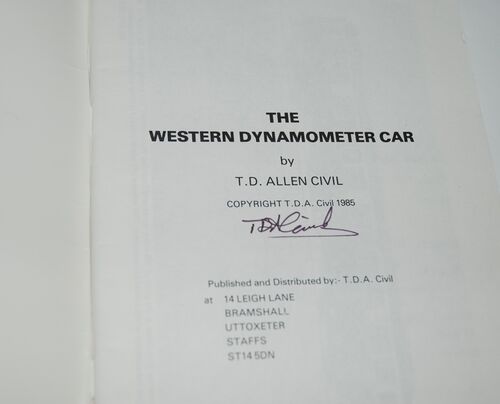 THE
WESTERN DYNAMOMETER CAR
by
T.D. ALLEN CIVIL
COPYRIGHT T.D.A. Civil 1985
TDACivil
Published and Distributed by:- T.D.A. Civil
at 14 LEIGH LANE
BRAMSHALL
UTTOXETER
STAFFS
ST14 5DN